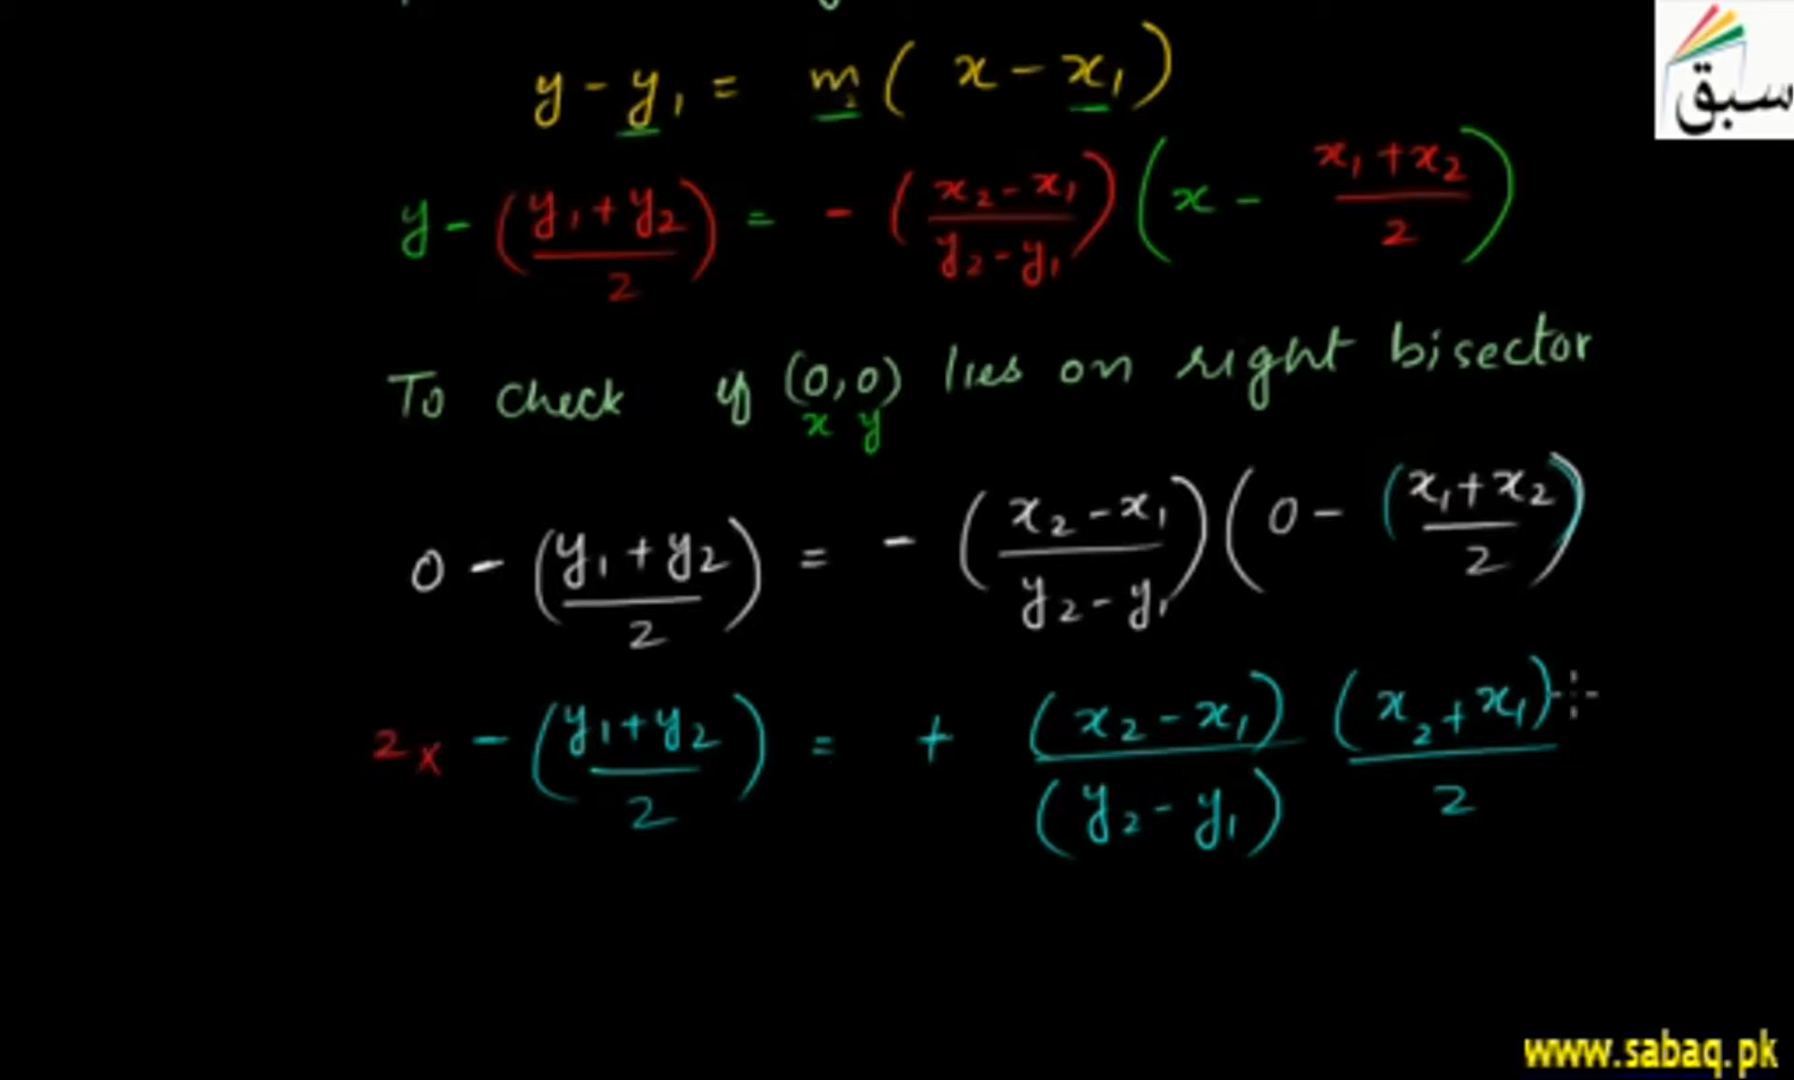 سبق
y - y₁ = m₂ ( x - x₁ )
y - (y₁ + y₂ / 2) = - (x₂ - x₁ / y₂ - y₁) (x - x₁ + x₂ / 2)
To check if (0,0) lies on right bisector
x y
0 - (y₁ + y₂ / 2) = - (x₂ - x₁ / y₂ - y₁) (0 - (x₁ + x₂ / 2))
2x - (y₁ + y₂ / 2) = + (x₂ - x₁) / (y₂ - y₁) (x₂ + x₁) / 2
www.sabaq.pk